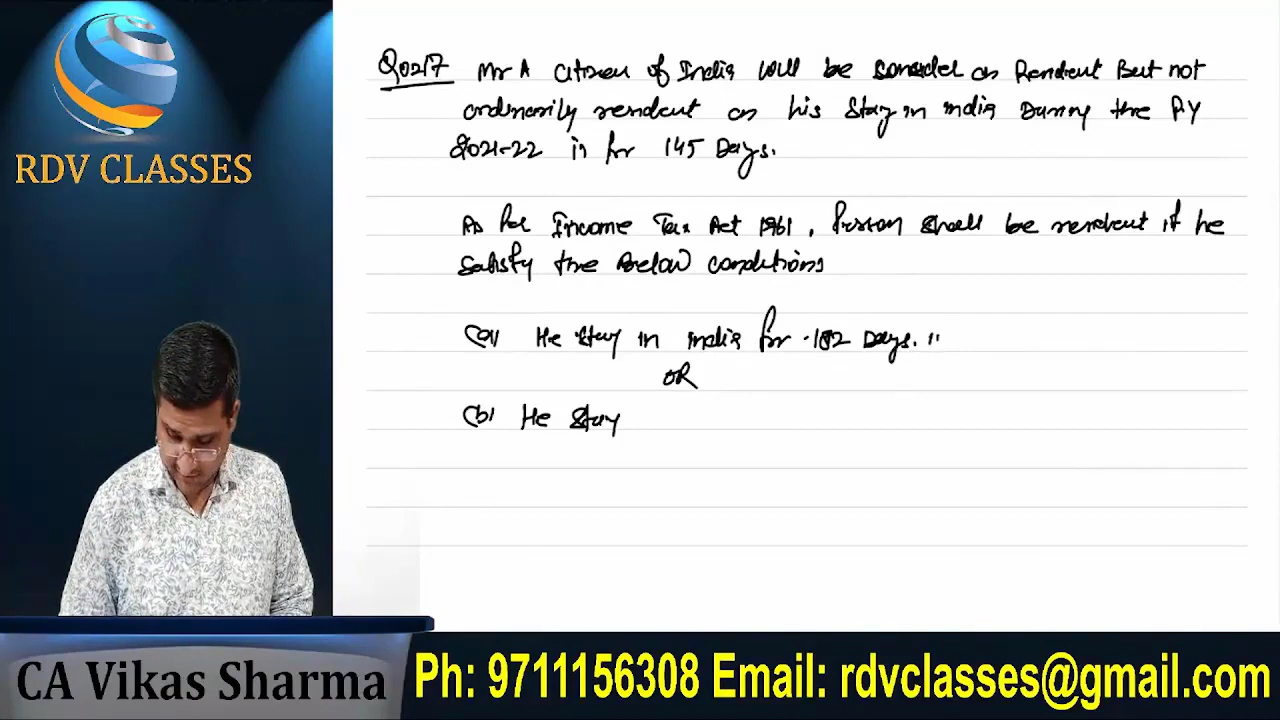 RDV CLASSES
Mr A citizen of India will be consider as Resident But not
ordinarily resident as his Stay in India During the PY
2021-22 is for 145 Days.
As Per Income Tax Act 1961, Person shall be resident if he
satisfy the Below conditions
(a) He Stay in India for 182 Days.
OR
(b) He Stay
CA Vikas Sharma
Ph: 9711156308 Email: rdvclasses@gmail.com